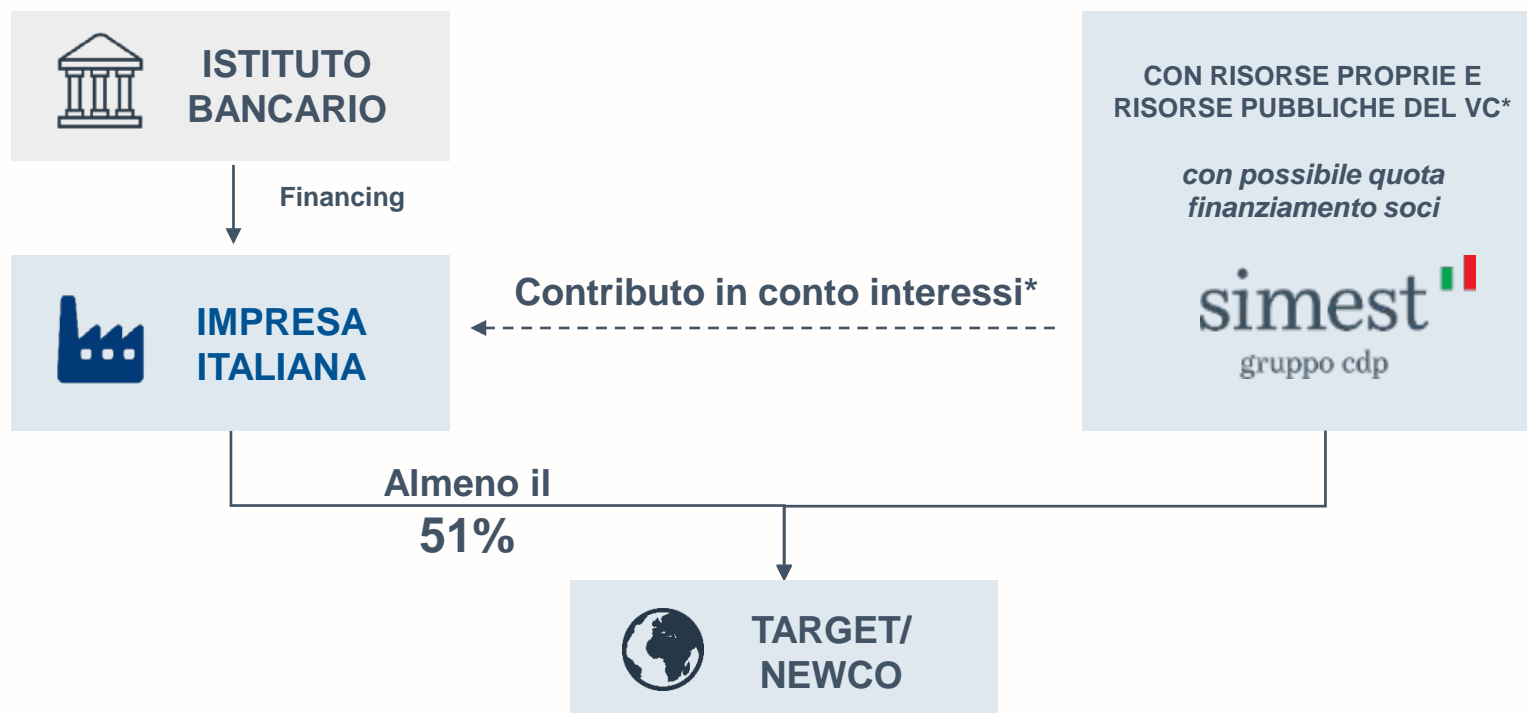 ISTITUTO
BANCARIO
CON RISORSE PROPRIE E
RISORSE PUBBLICHE DEL VC*
con possibile quota
finanziamento soci
Financing
simest
gruppo cdp
Contributo in conto interessi*
IMPRESA
ITALIANA
Almeno il
51%
TARGET/
NEWCO